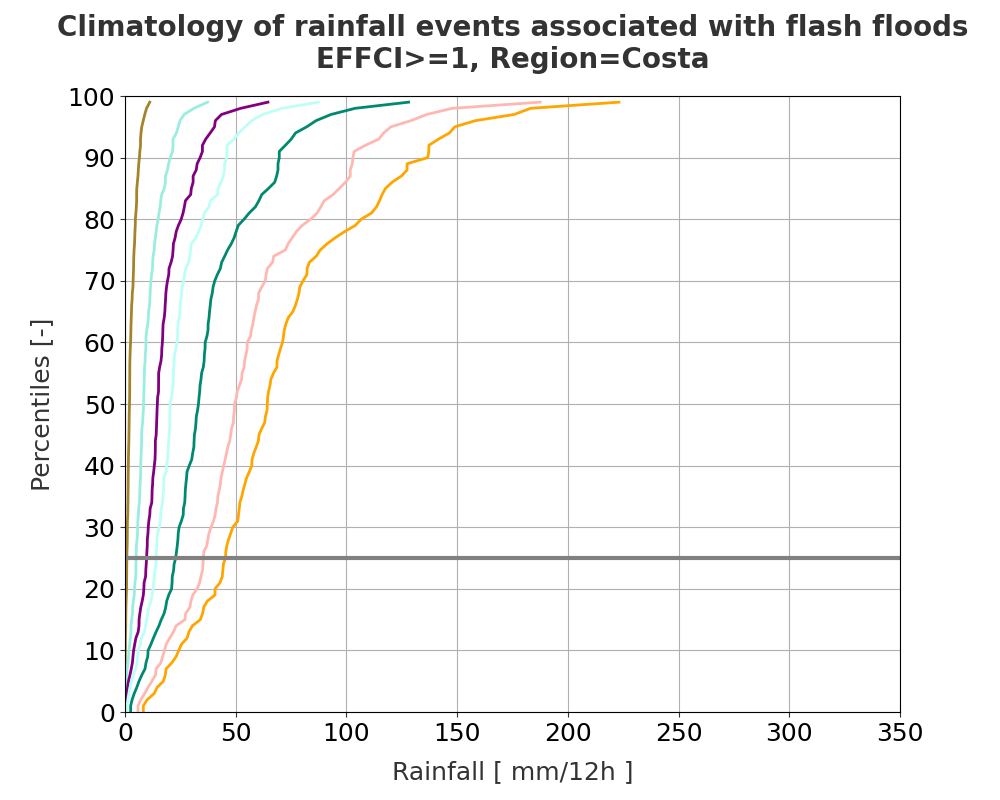 Climatology of rainfall events associated with flash floods
EFFCI>=1, Region=Costa
100
90
80
70
60
50
40
30
20
10
0
Percentiles [-]
0 50 100 150 200 250 300 350
Rainfall [ mm/12h ]